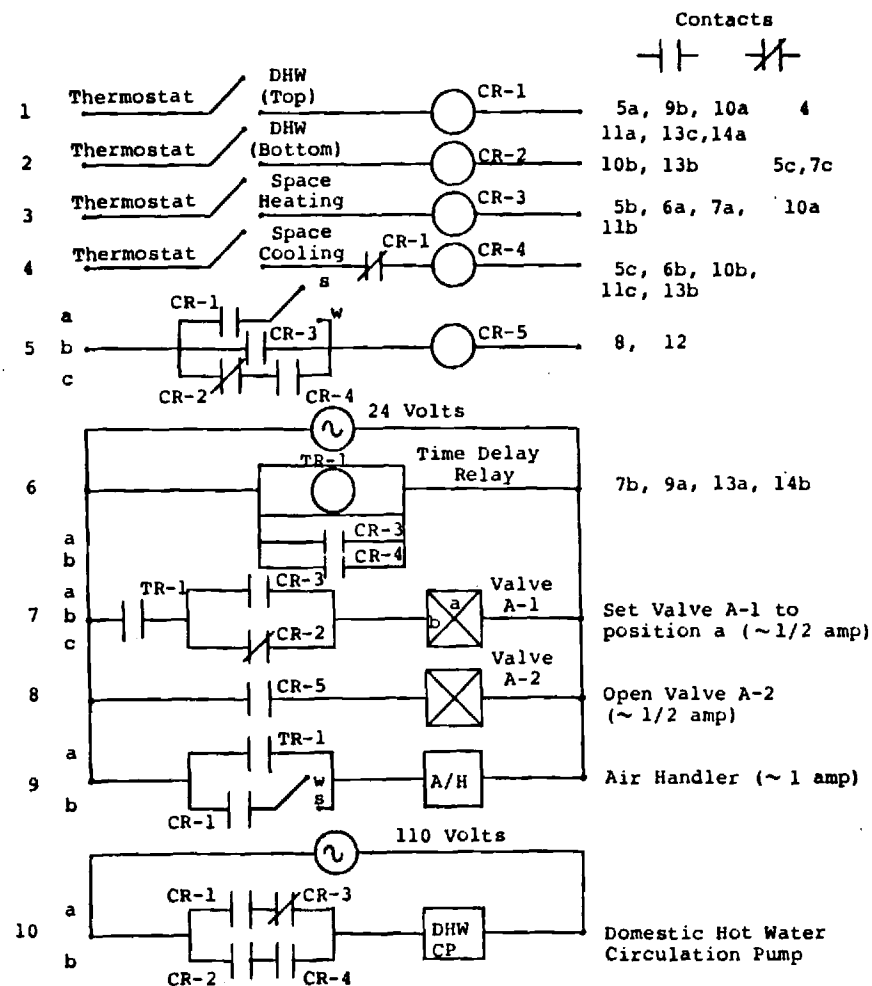 Contacts
1 Thermostat DHW (Top) CR-1 5a, 9b, 10a 4
11a, 13c,14a
2 Thermostat DHW (Bottom) CR-2 10b, 13b 5c,7c
3 Thermostat Space Heating CR-3 5b, 6a, 7a, 10a
11b
4 Thermostat Space Cooling CR-1 CR-4 5c, 6b, 10b,
11c, 13b
a CR-1 s
w
5 b CR-3 CR-5 8, 12
c
CR-2 CR-4
24 Volts
TR-1 Time Delay Relay
6 7b, 9a, 13a, 14b
a CR-3
b CR-4
a TR-1 CR-3 Valve A-1
7 b a b Set Valve A-1 to
position a (~1/2 amp)
c CR-2
Valve A-2
8 CR-5 Open Valve A-2
(~ 1/2 amp)
a TR-1
9 w s A/H Air Handler (~ 1 amp)
b
CR-1
110 Volts
a CR-1 CR-3
10 DHW CP Domestic Hot Water
Circulation Pump
b
CR-2 CR-4